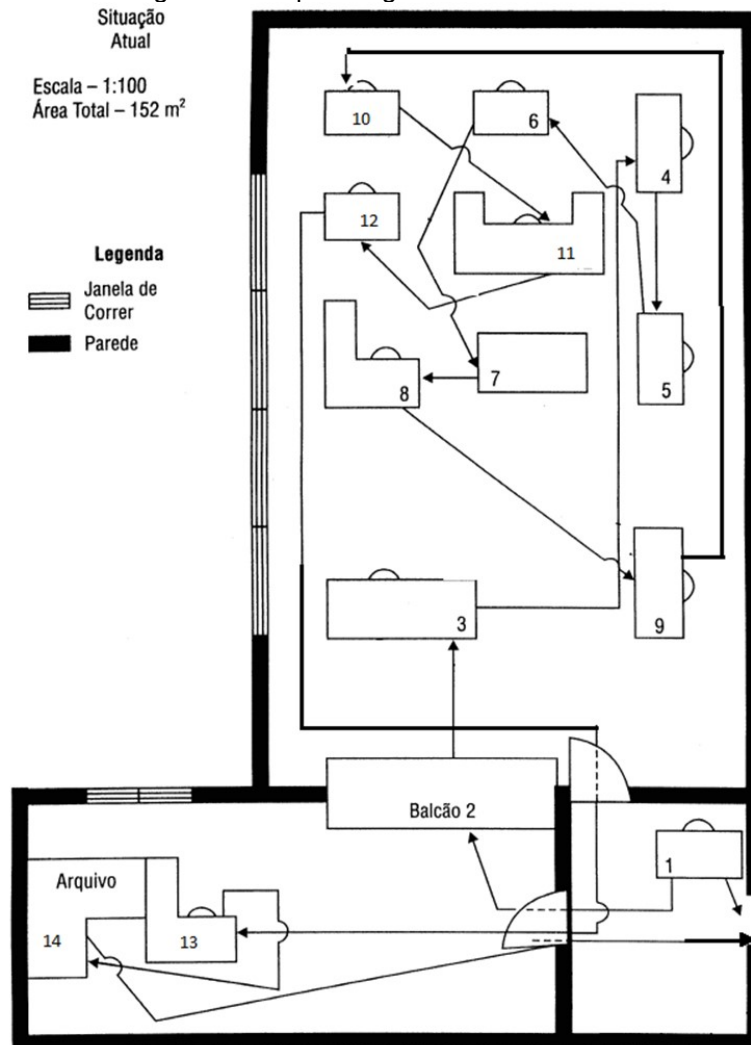 Situação
Atual
Escala – 1:100
Área Total – 152 m²
Legenda
Janela de
Correr
Parede
10
6
4
12
11
7
8
5
3
9
Balcão 2
1
Arquivo
14
13